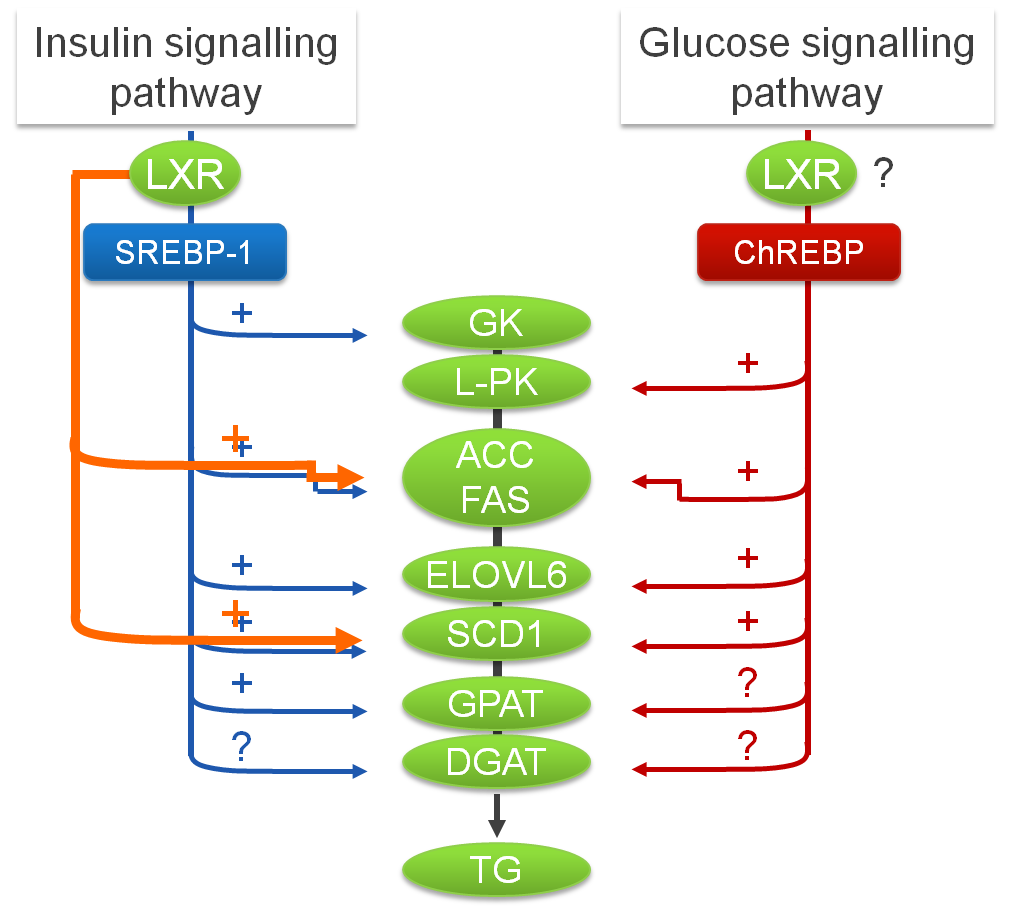 Insulin signalling
pathway
Glucose signalling
pathway
LXR
LXR ?
SREBP-1
ChREBP
+
GK
+
L-PK
+
+
ACC
FAS
+
+
ELOVL6
+
+
+
SCD1
+
+
GPAT
?
?
DGAT
?
TG